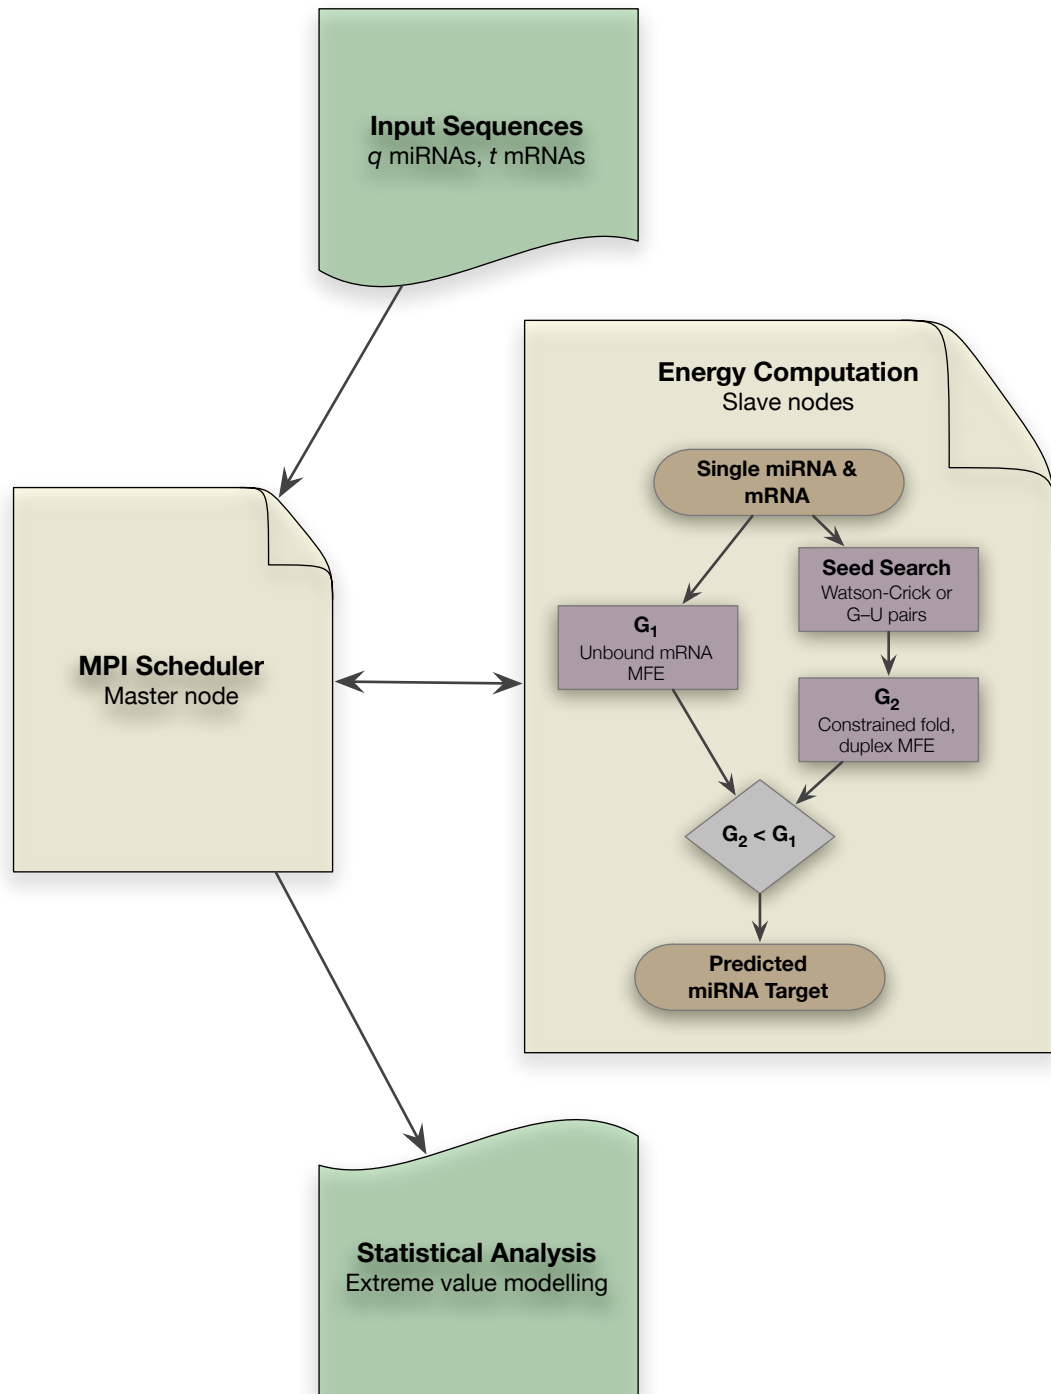 Input Sequences
q miRNAs, t mRNAs
Energy Computation
Slave nodes
Single miRNA &
mRNA
Seed Search
Watson-Crick or
G–U pairs
G1
Unbound mRNA
MFE
G2
Constrained fold,
duplex MFE
G2 < G1
Predicted
miRNA Target
MPI Scheduler
Master node
Statistical Analysis
Extreme value modelling